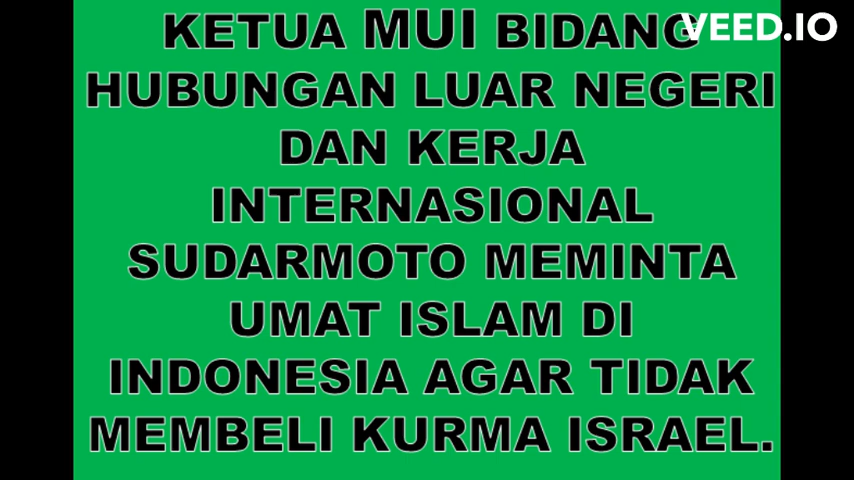 KETUA MUI BIDANG
VEED.IO
HUBUNGAN LUAR NEGERI
DAN KERJA
INTERNASIONAL
SUDARMOTO MEMINTA
UMAT ISLAM DI
INDONESIA AGAR TIDAK
MEMBELI KURMA ISRAEL.